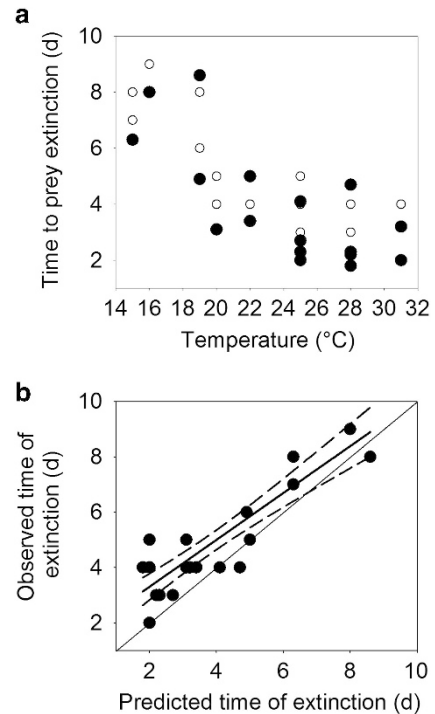 a
Time to prey extinction (d)
10
8
6
4
2
14 16 18 20 22 24 26 28 30 32
Temperature (°C)
b
Observed time of
extinction (d)
10
8
6
4
2
2 4 6 8 10
Predicted time of extinction (d)